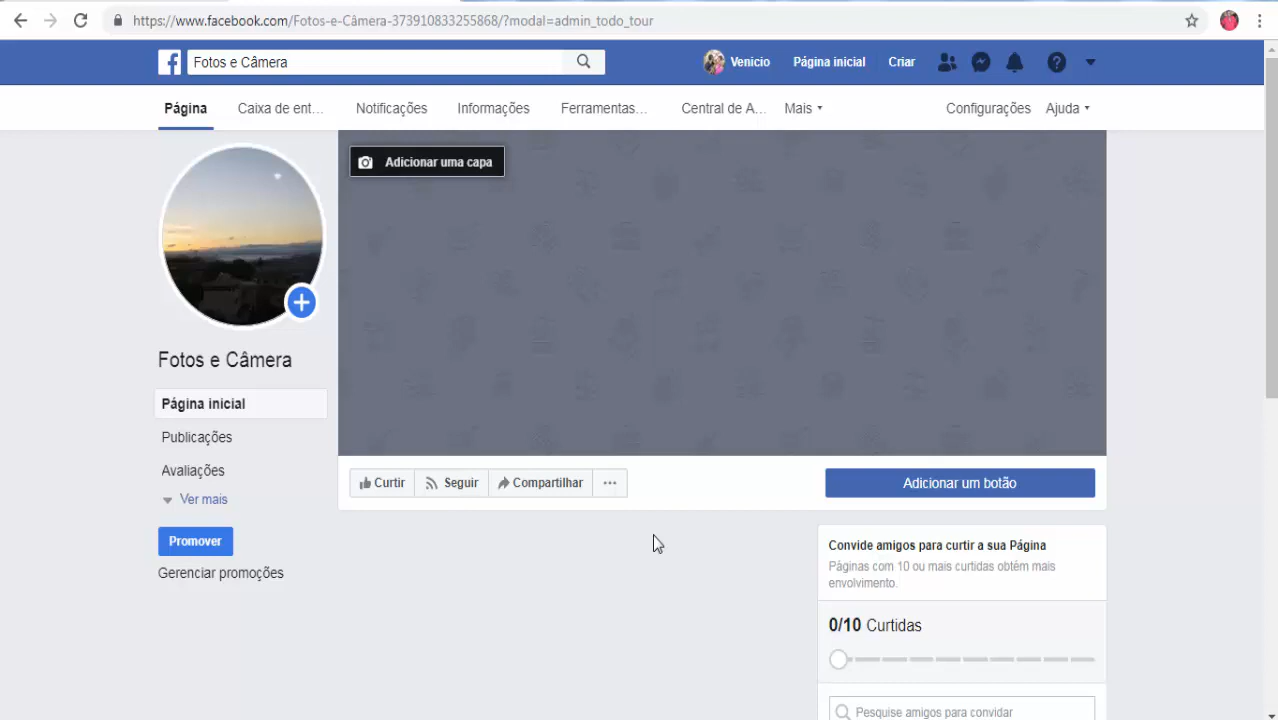 https://www.facebook.com/Fotos-e-Câmera-373910833255868/?modal=admin_todo_tour
Fotos e Câmera
Venicio
Página inicial
Criar
Página
Caixa de ent...
Notificações
Informações
Ferramentas...
Central de A...
Mais
Configurações
Ajuda
Adicionar uma capa
Fotos e Câmera
Página inicial
Publicações
Avaliações
Ver mais
Promover
Gerenciar promoções
Curtir
Seguir
Compartilhar
Adicionar um botão
Convide amigos para curtir a sua Página
Páginas com 10 ou mais curtidas obtém mais
envolvimento.
0/10 Curtidas
Pesquise amigos para convidar